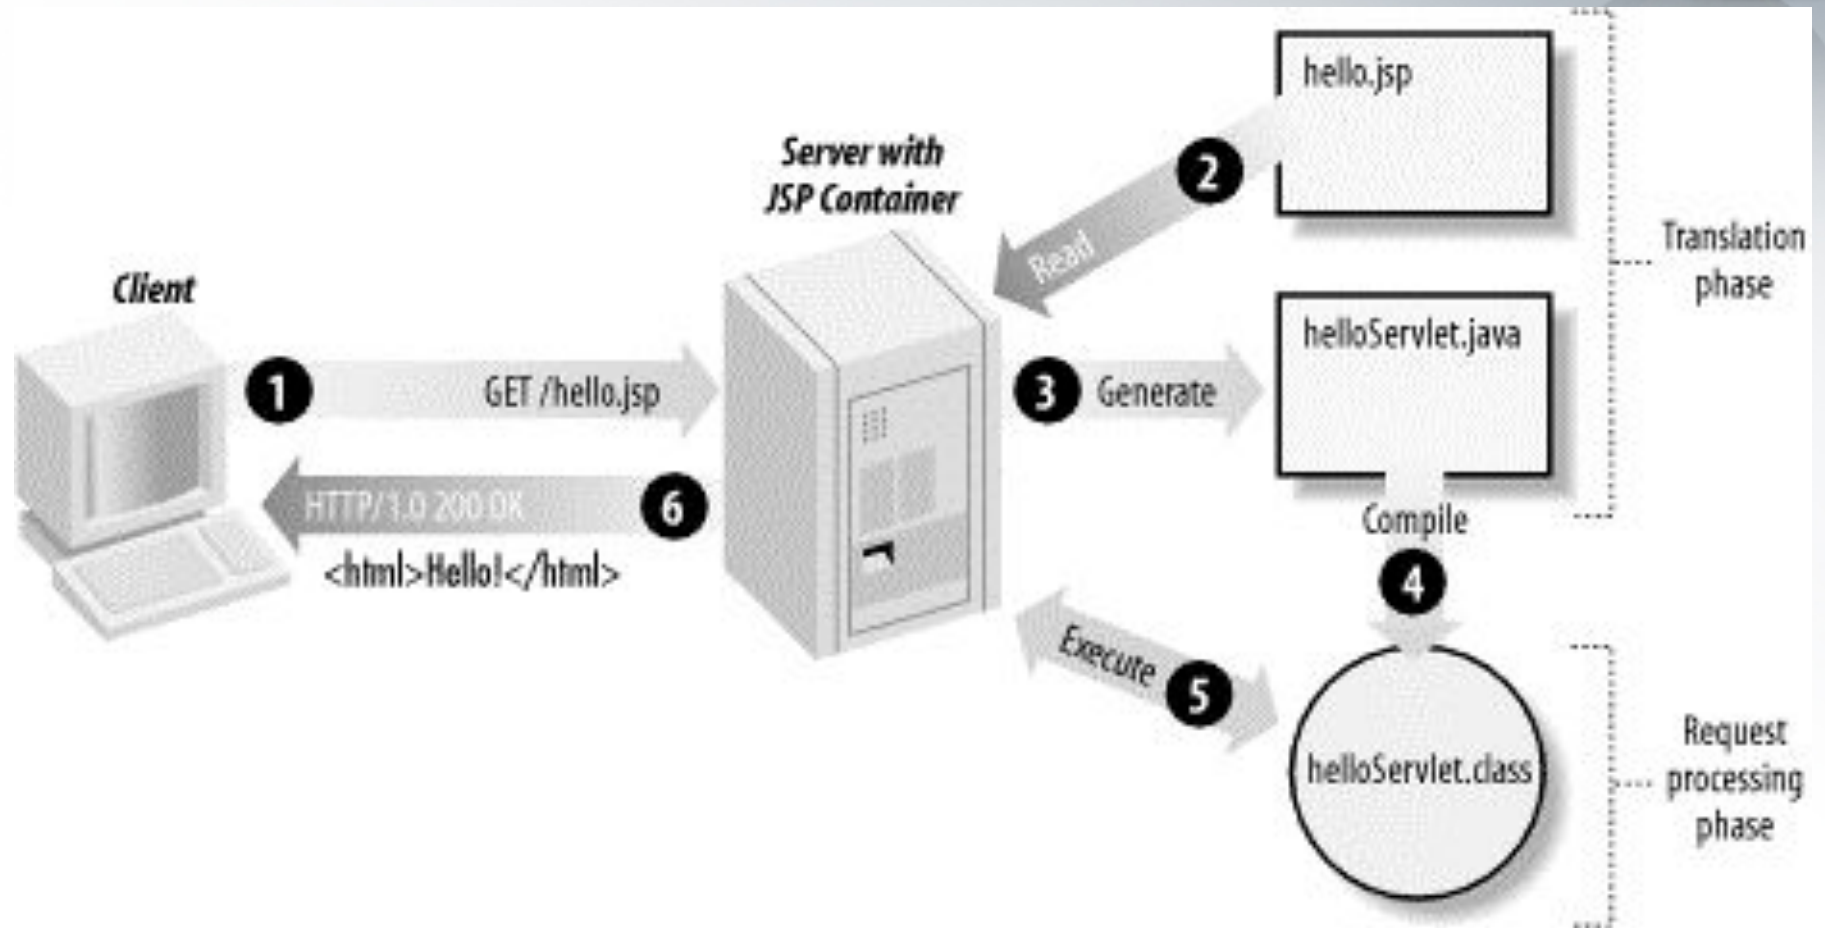 hello.jsp
Server with
JSP Container
2
Read
Translation
phase
Client
helloServlet.java
1
GET /hello.jsp
3
Generate
HTTP/1.0 200 OK
6
<html>Hello!</html>
Compile
4
Execute
5
helloServlet.class
Request
processing
phase